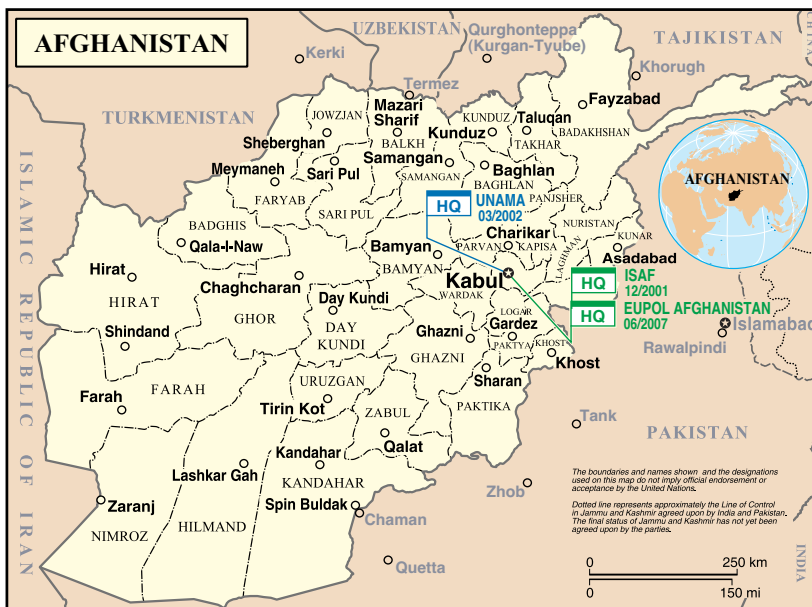 AFGHANISTAN
UZBEKISTAN
Qurghonteppa
(Kurgan-Tyube)
TAJIKISTAN
Kerki
Termez
Khorugh
TURKMENISTAN
Mazari
Sharif
JOWZJAN
BALKH
KUNDUZ
Kunduz
Taluqan
TAKHAR
Fayzabad
BADAKHSHAN
Sheberghan
Sari Pul
Samangan
SAMANGAN
Baghlan
BAGHLAN
Meymaneh
FARYAB
SARI PUL
PANJSHER
AFGHANISTAN
HQ
UNAMA
03/2002
NURISTAN
BADGHIS
Qala-I-Naw
Bamyan
BAMYAN
Charikar
PARVAN
KAPISA
LAGHMAN
KUNAR
Asadabad
Hirat
HIRAT
Chaghcharan
GHOR
Kabul
WARDAK
HQ
ISAF
12/2001
HQ
EUPOL AFGHANISTAN
06/2007
Day Kundi
DAY
KUNDI
LOGAR
Gardez
PAKTYA
KHOST
Khost
Islamabad
Rawalpindi
Shindand
Ghazni
GHAZNI
Sharan
FARAH
Farah
URUZGAN
Tirin Kot
ZABUL
Qalat
PAKTIKA
Tank
PAKISTAN
Kandahar
KANDAHAR
Lashkar Gah
Spin Buldak
Chaman
Zhob
Zaranj
NIMROZ
HILMAND
Quetta
ISLAMIC REPUBLIC OF IRAN
The boundaries and names shown and the designations
used on this map do not imply official endorsement or
acceptance by the United Nations.
Dotted line represents approximately the Line of Control
in Jammu and Kashmir agreed upon by India and Pakistan.
The final status of Jammu and Kashmir has not yet been
agreed upon by the parties.
0 250 km
0 150 mi
INDIA